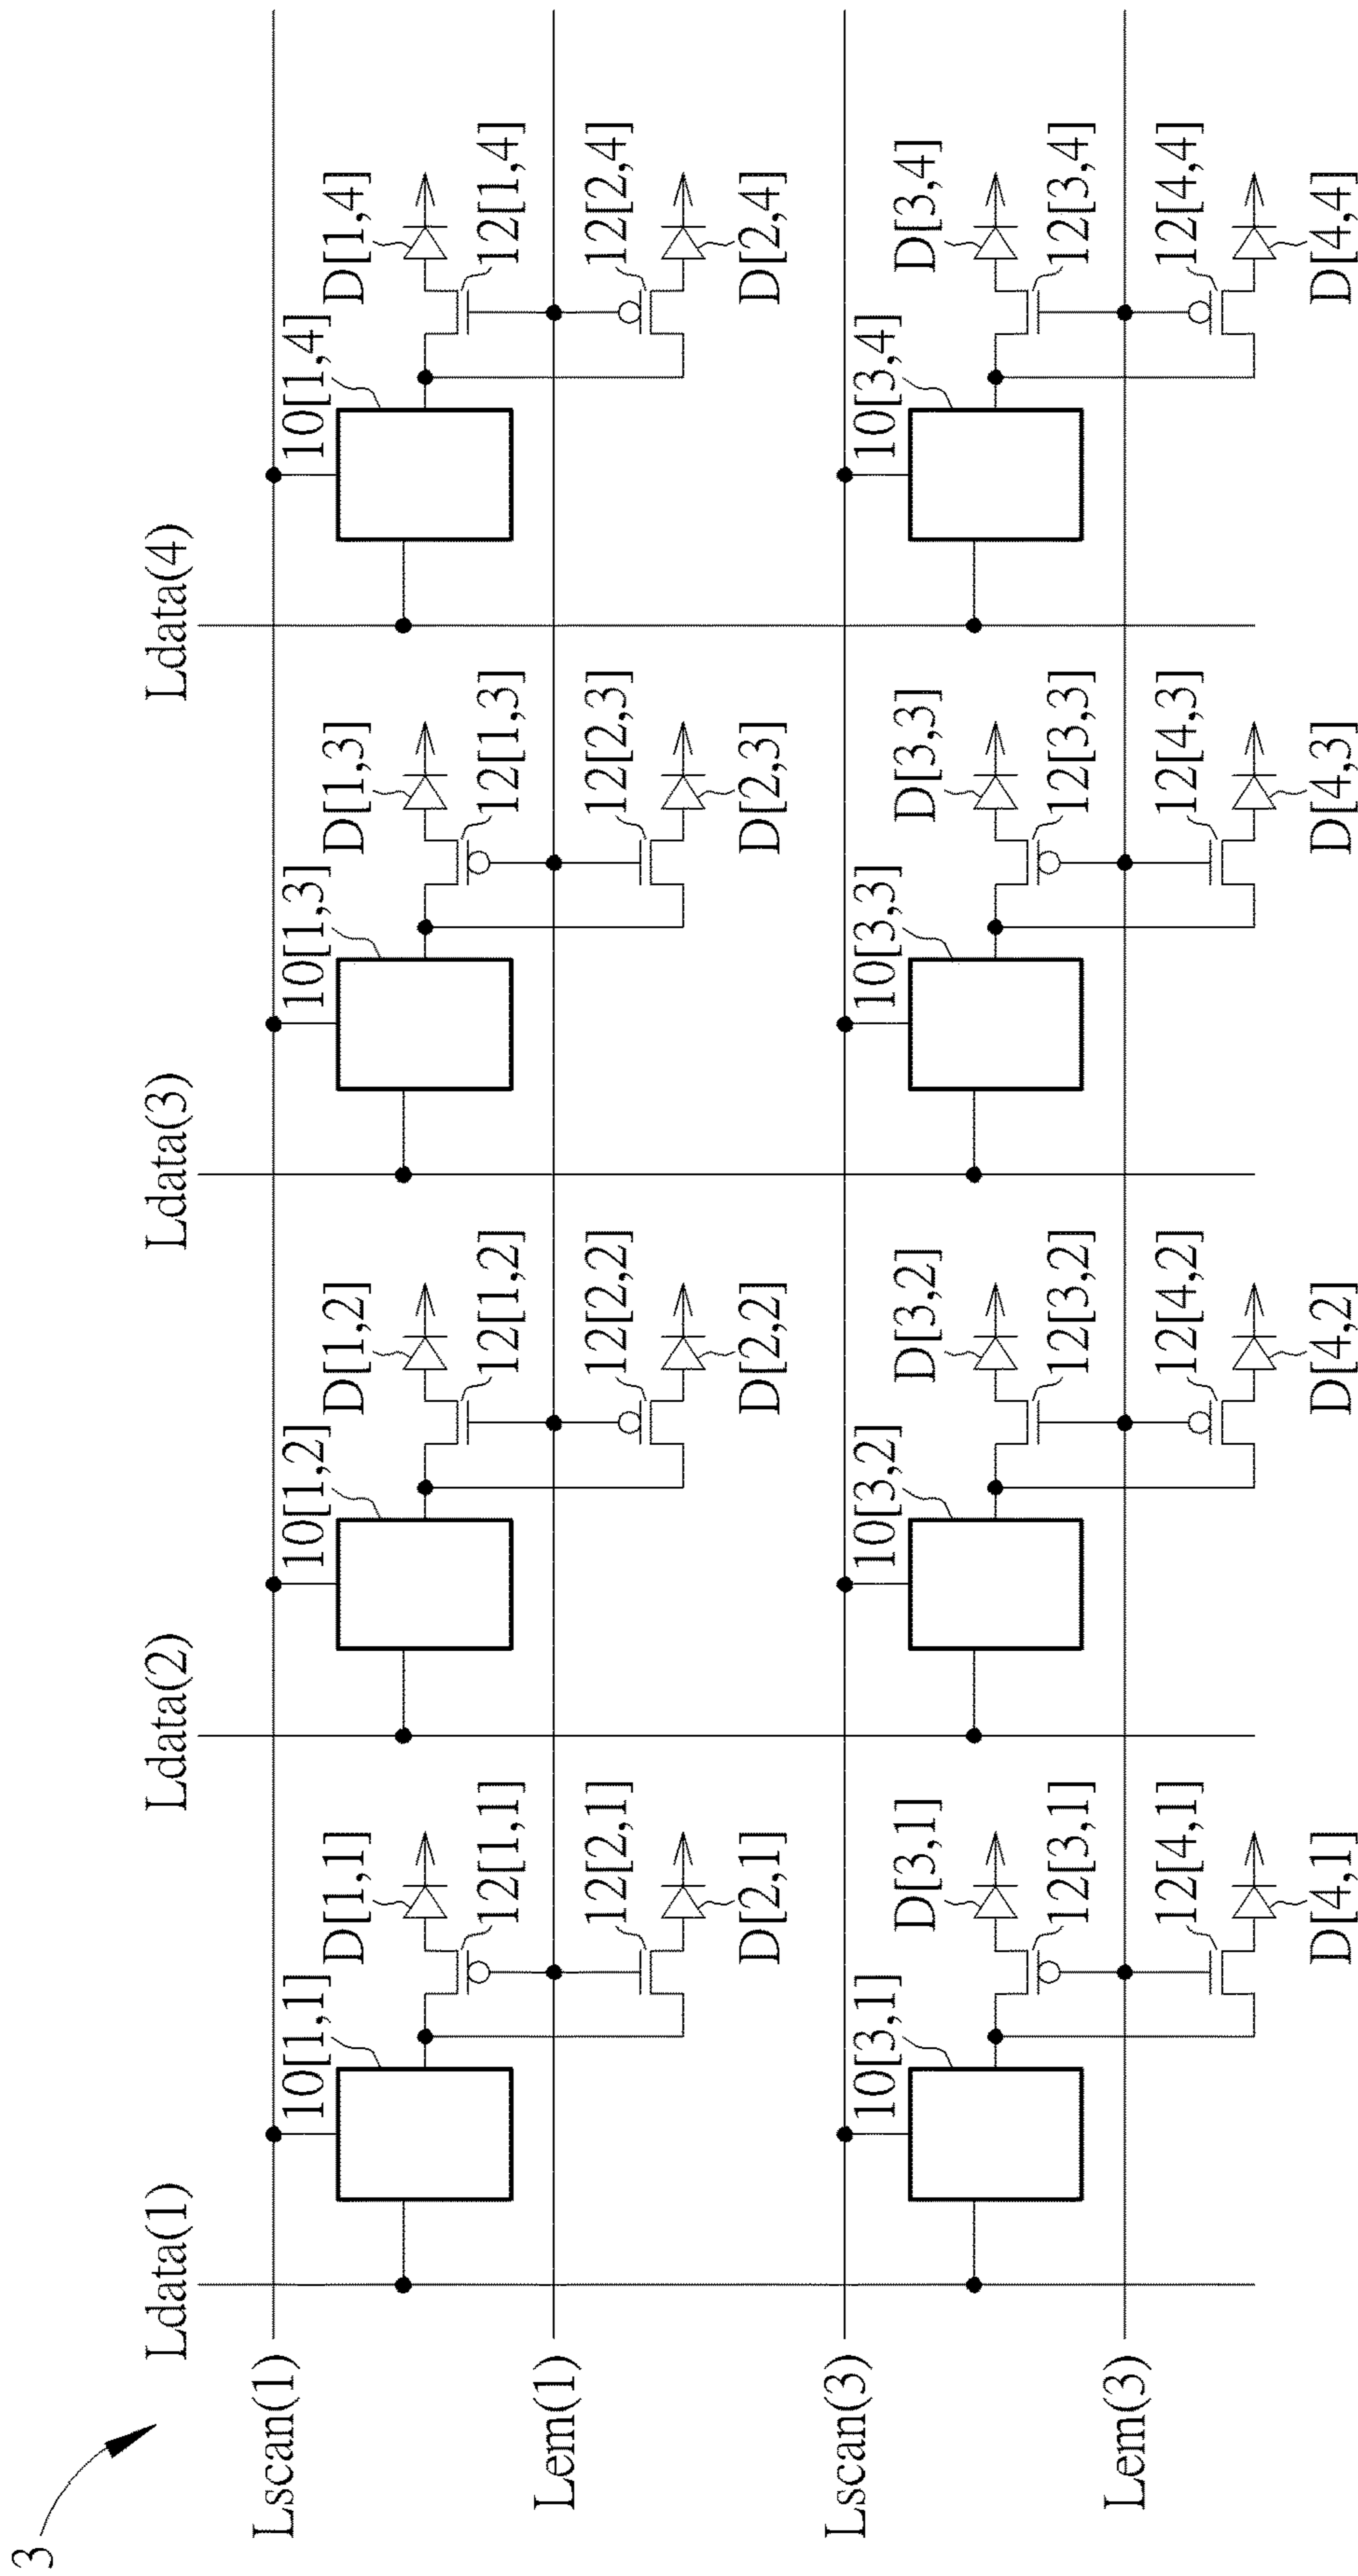 3
Ldata(1) Ldata(2) Ldata(3) Ldata(4)
Lscan(1)
10[1,1] D[1,1] 10[1,2] D[1,2] 10[1,3] D[1,3] 10[1,4] D[1,4]
12[1,1] 12[1,2] 12[1,3] 12[1,4]
Lem(1)
12[2,1] 12[2,2] 12[2,3] 12[2,4]
D[2,1] D[2,2] D[2,3] D[2,4]
Lscan(3)
10[3,1] D[3,1] 10[3,2] D[3,2] 10[3,3] D[3,3] 10[3,4] D[3,4]
12[3,1] 12[3,2] 12[3,3] 12[3,4]
Lem(3)
12[4,1] 12[4,2] 12[4,3] 12[4,4]
D[4,1] D[4,2] D[4,3] D[4,4]